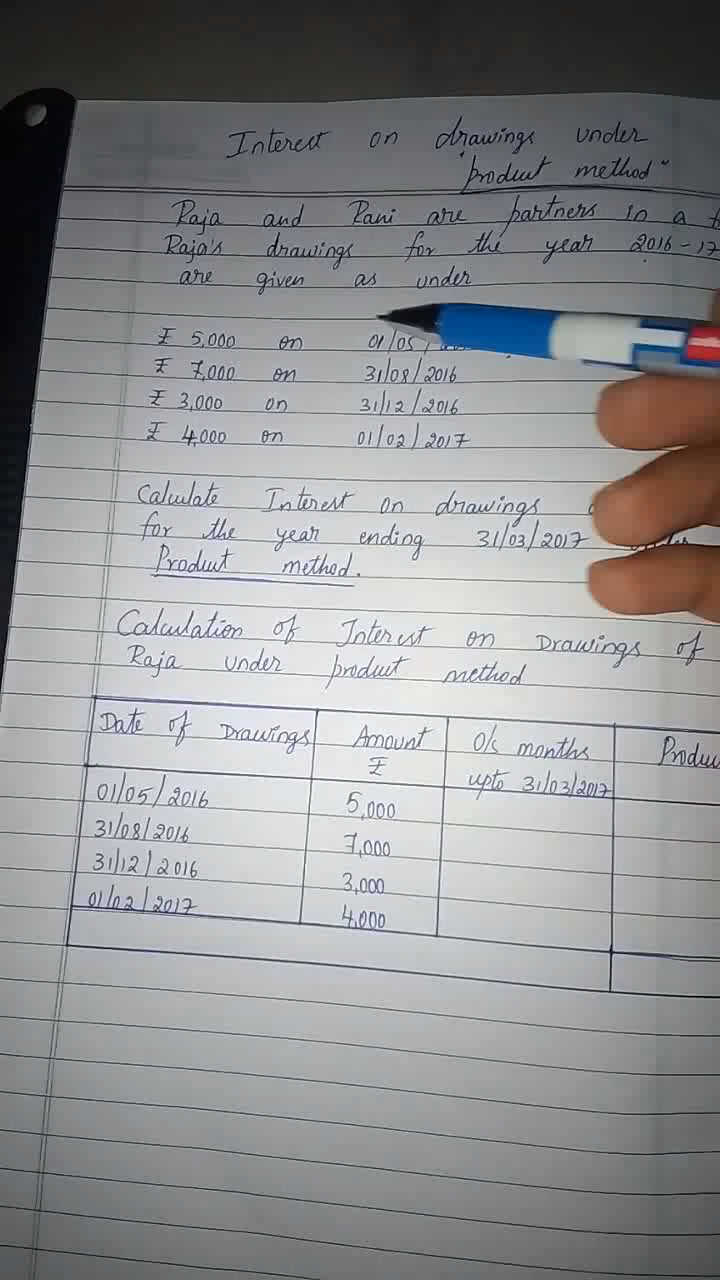 Interest on drawings under
"product method"
Raja and Rani are partners in a
Raja's drawings for the year 2016-17
are given as under
₹ 5,000 on 01/05/
₹ 7,000 on 31/08/2016
₹ 3,000 on 31/12/2016
₹ 4,000 on 01/02/2017
Calculate Interest on drawings
for the year ending 31/03/2017
Product method.
Calculation of Interest on Drawings of
Raja under product method
Date of Drawings Amount ₹ O/s months upto 31/03/2017
01/05/2016 5,000
31/08/2016 7,000
31/12/2016 3,000
01/02/2017 4,000